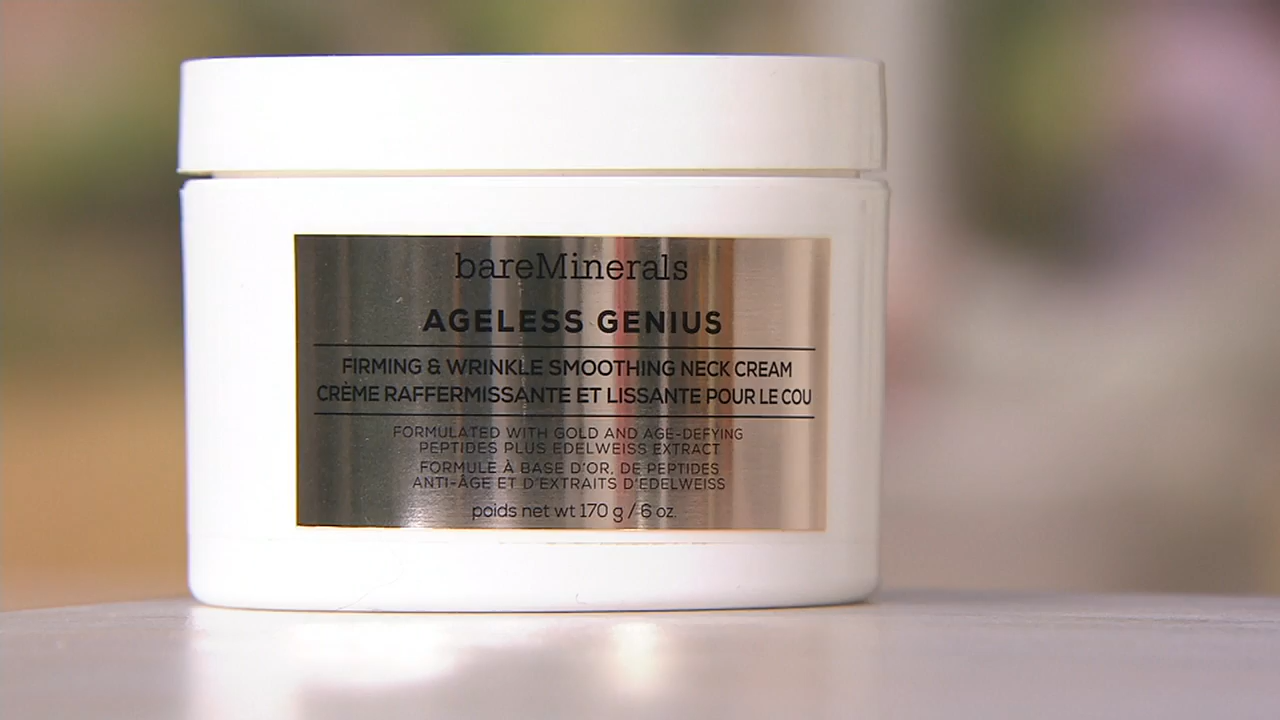 bareMinerals
AGELESS GENIUS
FIRMING & WRINKLE SMOOTHING NECK CREAM
CRÈME RAFFERMISSANTE ET LISSANTE POUR LE COU
FORMULATED WITH GOLD AND AGE-DEFYING
PEPTIDES PLUS EDELWEISS EXTRACT
FORMULE À BASE D'OR, DE PEPTIDES
ANTI-ÂGE ET D'EXTRAITS D'EDELWEISS
poids net wt 170 g / 6 oz.